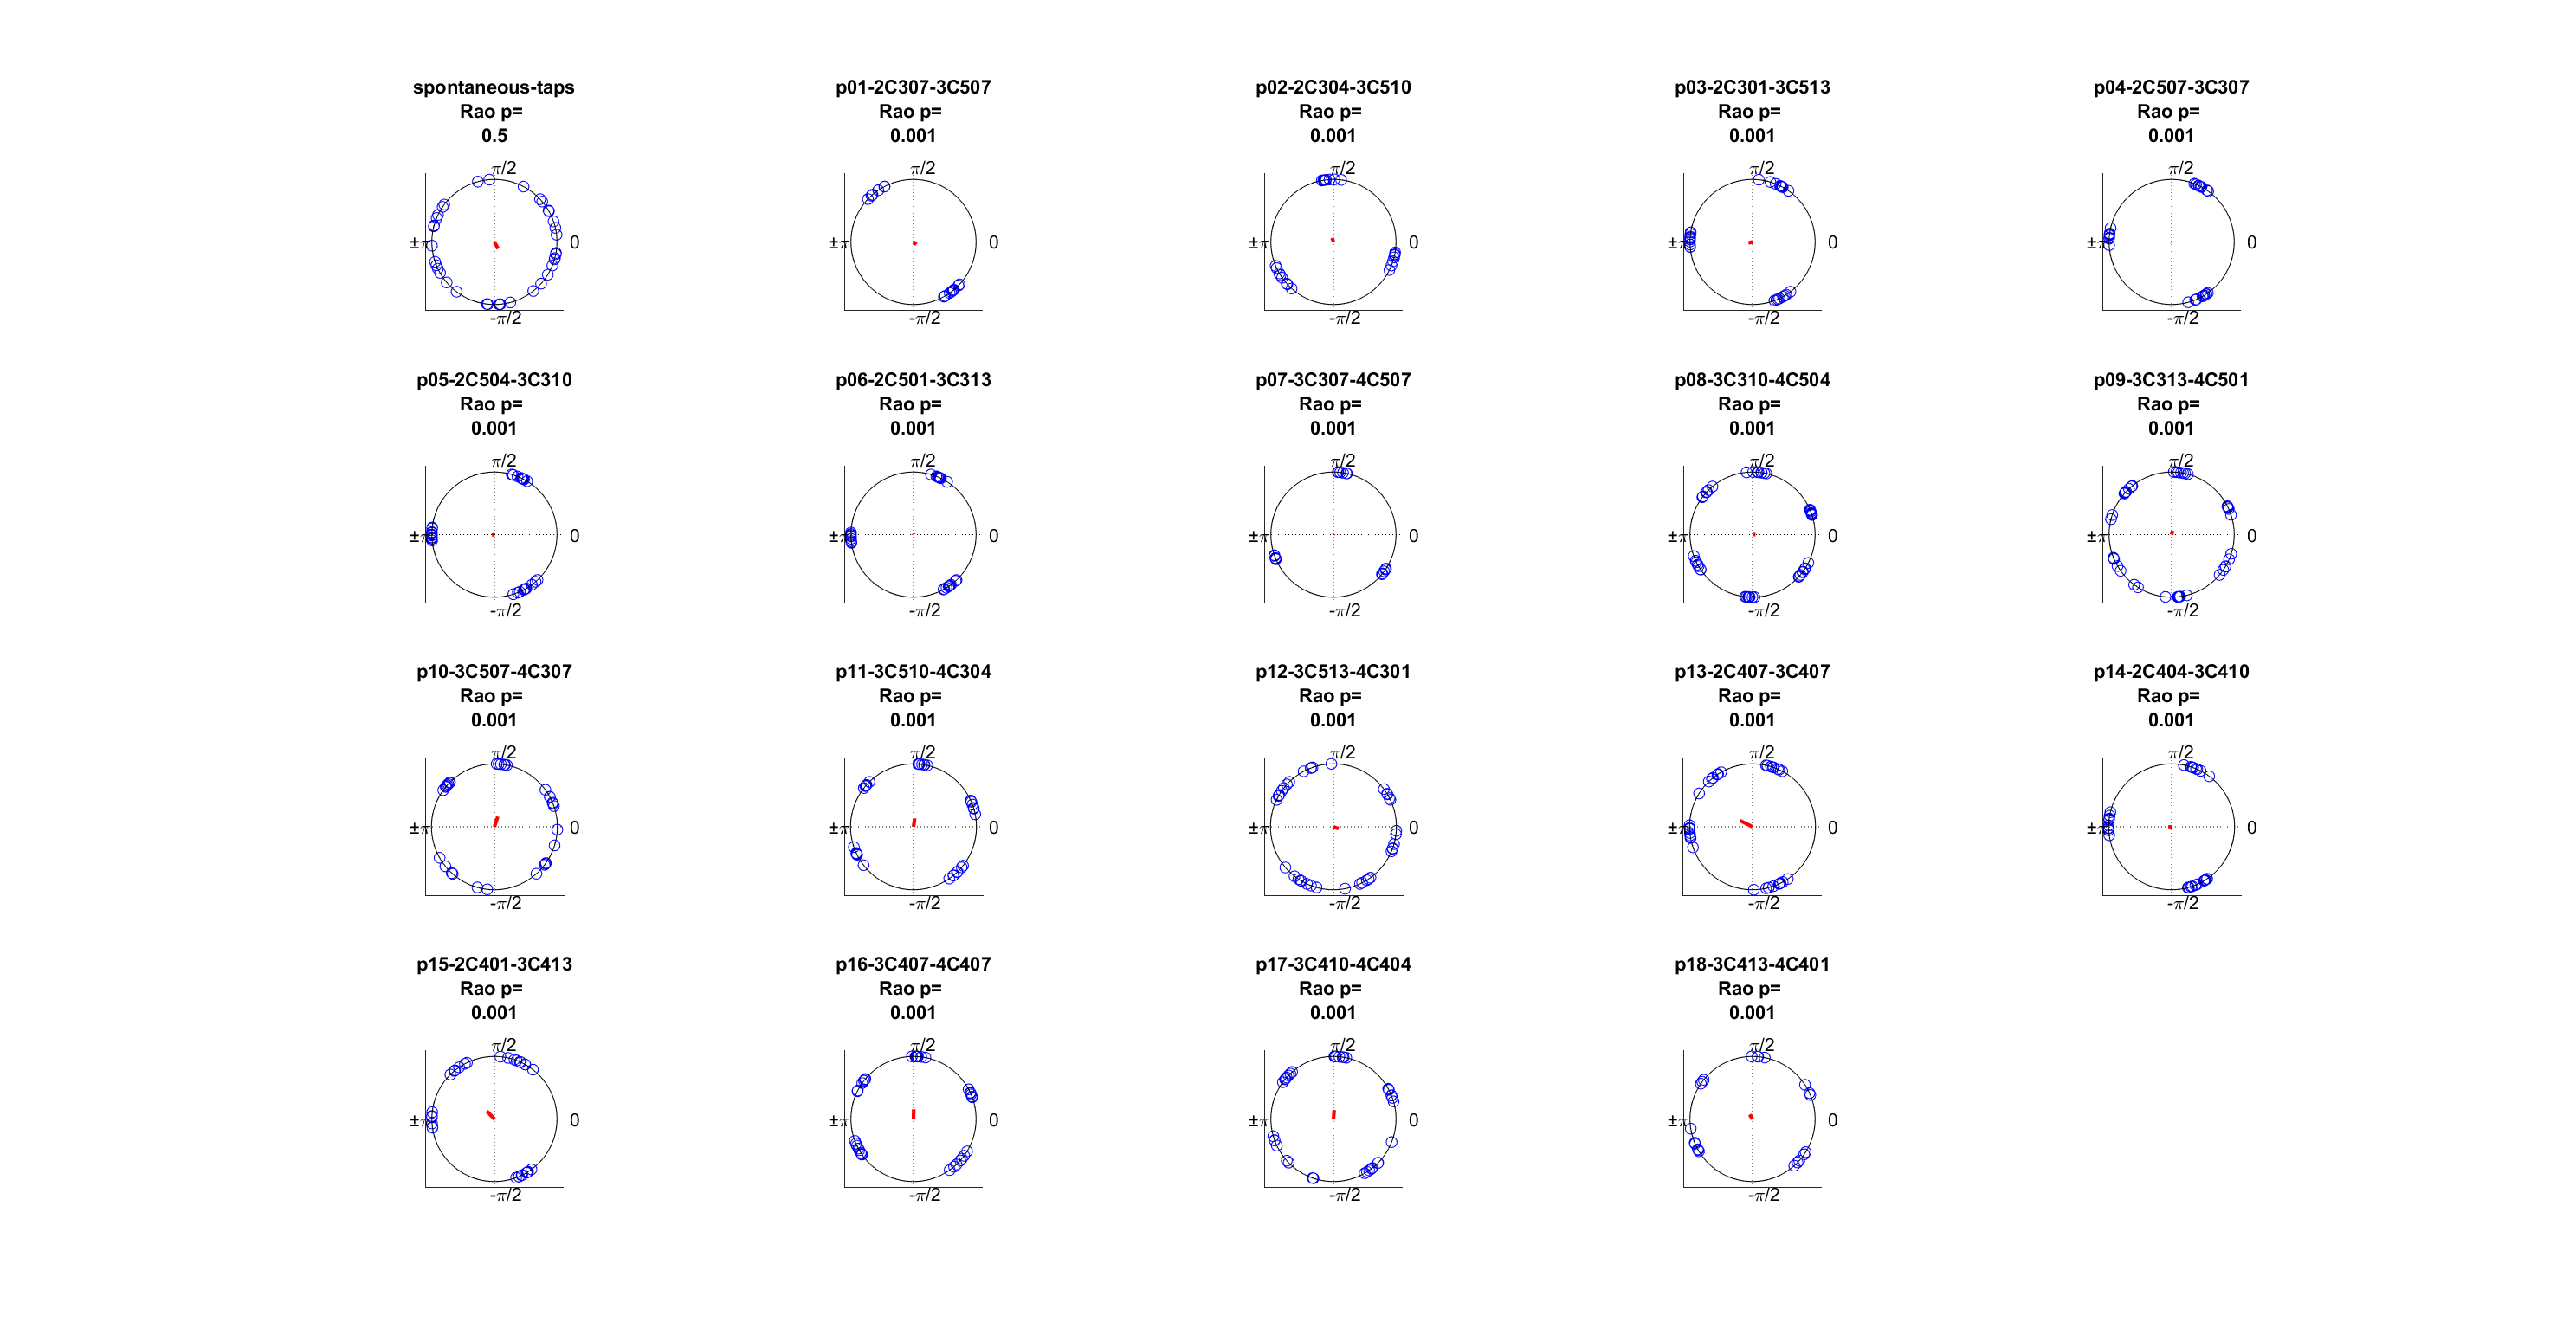 spontaneous-taps
Rao p=
0.5
π/2
±π
0
-π/2
p01-2C307-3C507
Rao p=
0.001
π/2
±π
0
-π/2
p02-2C304-3C510
Rao p=
0.001
π/2
±π
0
-π/2
p03-2C301-3C513
Rao p=
0.001
π/2
±π
0
-π/2
p04-2C507-3C307
Rao p=
0.001
π/2
±π
0
-π/2
p05-2C504-3C310
Rao p=
0.001
π/2
±π
0
-π/2
p06-2C501-3C313
Rao p=
0.001
π/2
±π
0
-π/2
p07-3C307-4C507
Rao p=
0.001
π/2
±π
0
-π/2
p08-3C310-4C504
Rao p=
0.001
π/2
±π
0
-π/2
p09-3C313-4C501
Rao p=
0.001
π/2
±π
0
-π/2
p10-3C507-4C307
Rao p=
0.001
π/2
±π
0
-π/2
p11-3C510-4C304
Rao p=
0.001
π/2
±π
0
-π/2
p12-3C513-4C301
Rao p=
0.001
π/2
±π
0
-π/2
p13-2C407-3C407
Rao p=
0.001
π/2
±π
0
-π/2
p14-2C404-3C410
Rao p=
0.001
π/2
±π
0
-π/2
p15-2C401-3C413
Rao p=
0.001
π/2
±π
0
-π/2
p16-3C407-4C407
Rao p=
0.001
π/2
±π
0
-π/2
p17-3C410-4C404
Rao p=
0.001
π/2
±π
0
-π/2
p18-3C413-4C401
Rao p=
0.001
π/2
±π
0
-π/2